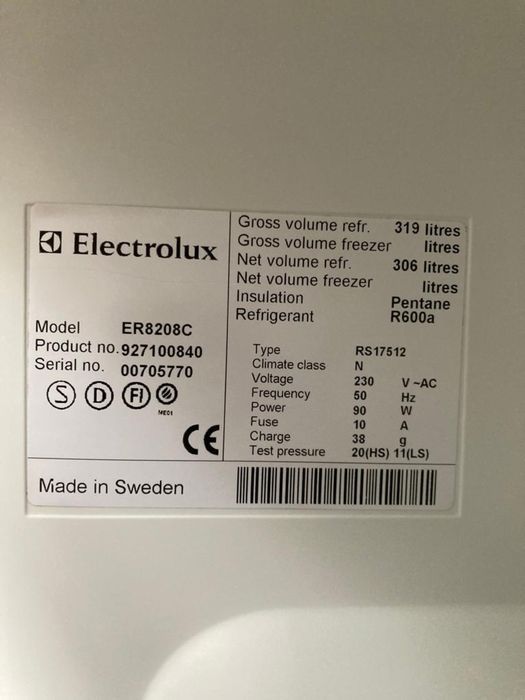 Electrolux
Model ER8208C
Product no. 927100840
Serial no. 00705770
S D FI
ME01
CE
Made in Sweden
Gross volume refr. 319 litres
Gross volume freezer litres
Net volume refr. 306 litres
Net volume freezer litres
Insulation Pentane
Refrigerant R600a
Type RS17512
Climate class N
Voltage 230 V ~AC
Frequency 50 Hz
Power 90 W
Fuse 10 A
Charge 38 g
Test pressure 20(HS) 11(LS)